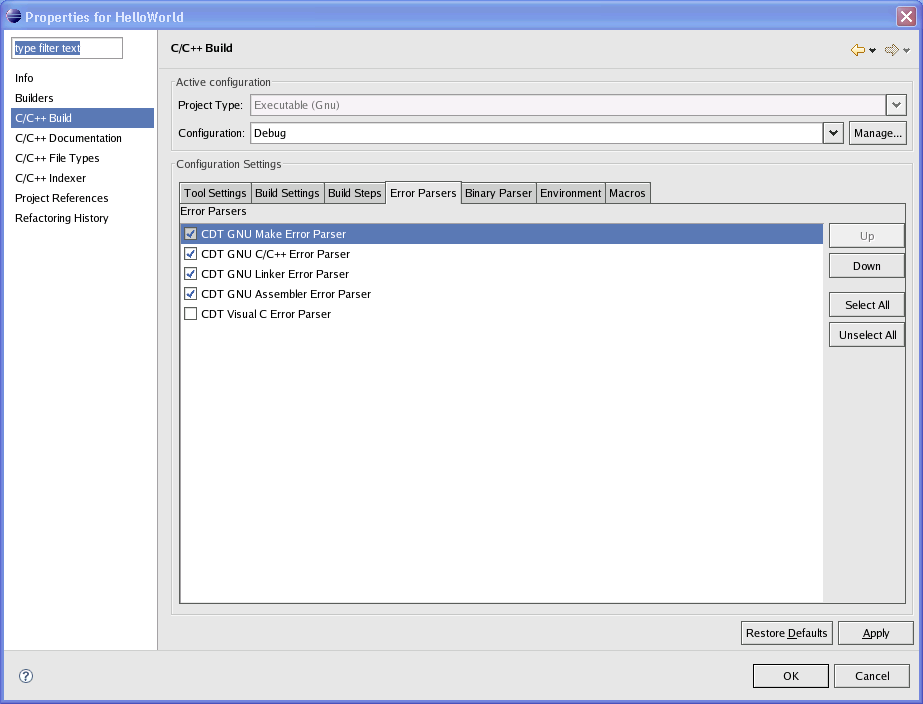 Properties for HelloWorld
type filter text
Info
Builders
C/C++ Build
C/C++ Documentation
C/C++ File Types
C/C++ Indexer
Project References
Refactoring History
C/C++ Build
Active configuration
Project Type: Executable (Gnu)
Configuration: Debug Manage...
Configuration Settings
Tool Settings Build Settings Build Steps Error Parsers Binary Parser Environment Macros
Error Parsers
CDT GNU Make Error Parser
CDT GNU C/C++ Error Parser
CDT GNU Linker Error Parser
CDT GNU Assembler Error Parser
CDT Visual C Error Parser
Up
Down
Select All
Unselect All
Restore Defaults Apply
? OK Cancel